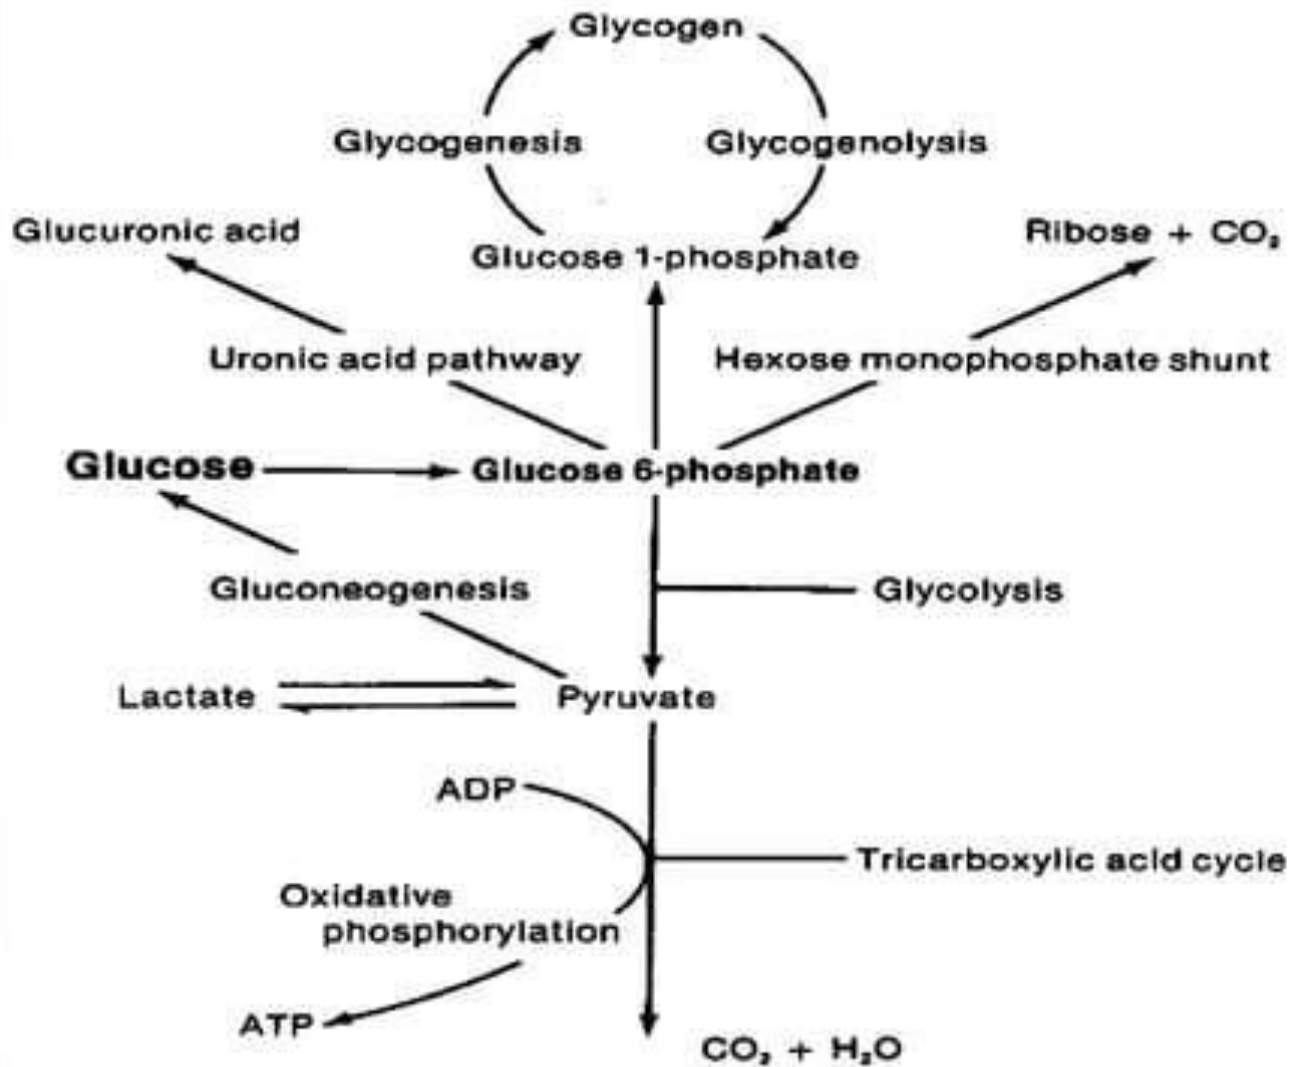 Glycogen
Glycogenesis
Glycogenolysis
Glucuronic acid
Ribose + CO₂
Glucose 1-phosphate
Uronic acid pathway
Hexose monophosphate shunt
Glucose
Glucose 6-phosphate
Gluconeogenesis
Glycolysis
Lactate
Pyruvate
ADP
Tricarboxylic acid cycle
Oxidative
phosphorylation
ATP
CO₂ + H₂O